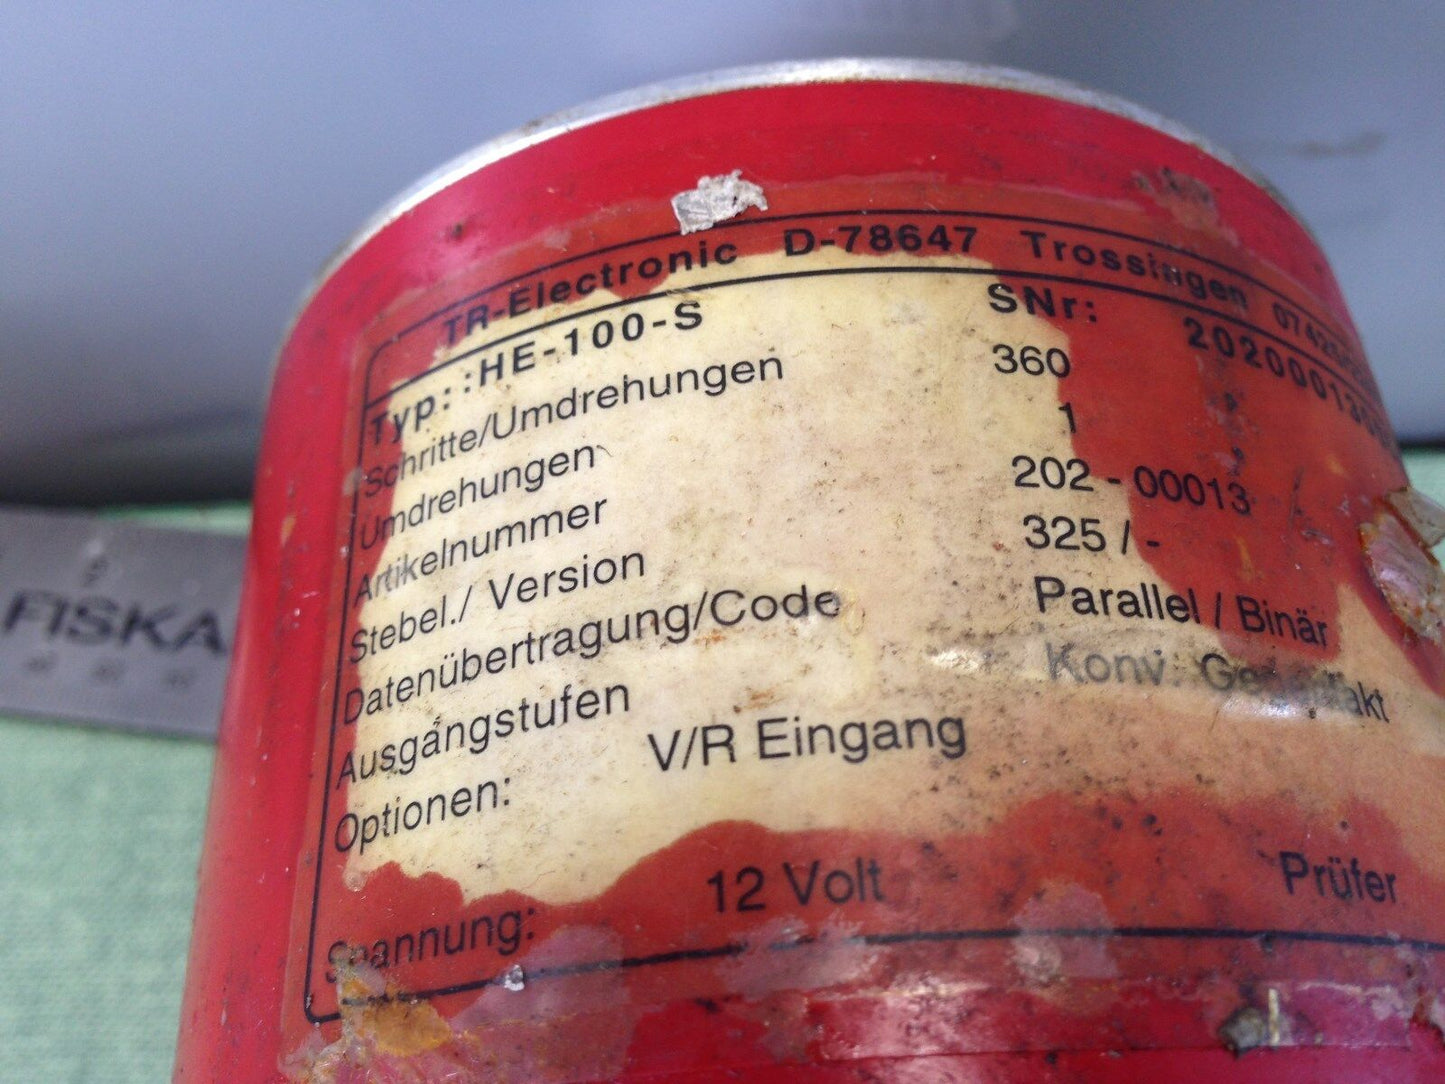 TR-Electronic D-78647 Trossingen
Typ: :HE-100-S SNr:
Schritte/Umdrehungen 360
Umdrehungen 1
Artikelnummer 202 - 00013
Stebel./ Version 325 / -
Datenübertragung/Code Parallel / Binär
Ausgangstufen Konv.
Optionen: V/R Eingang
Spannung: 12 Volt Prüfer
FISKA